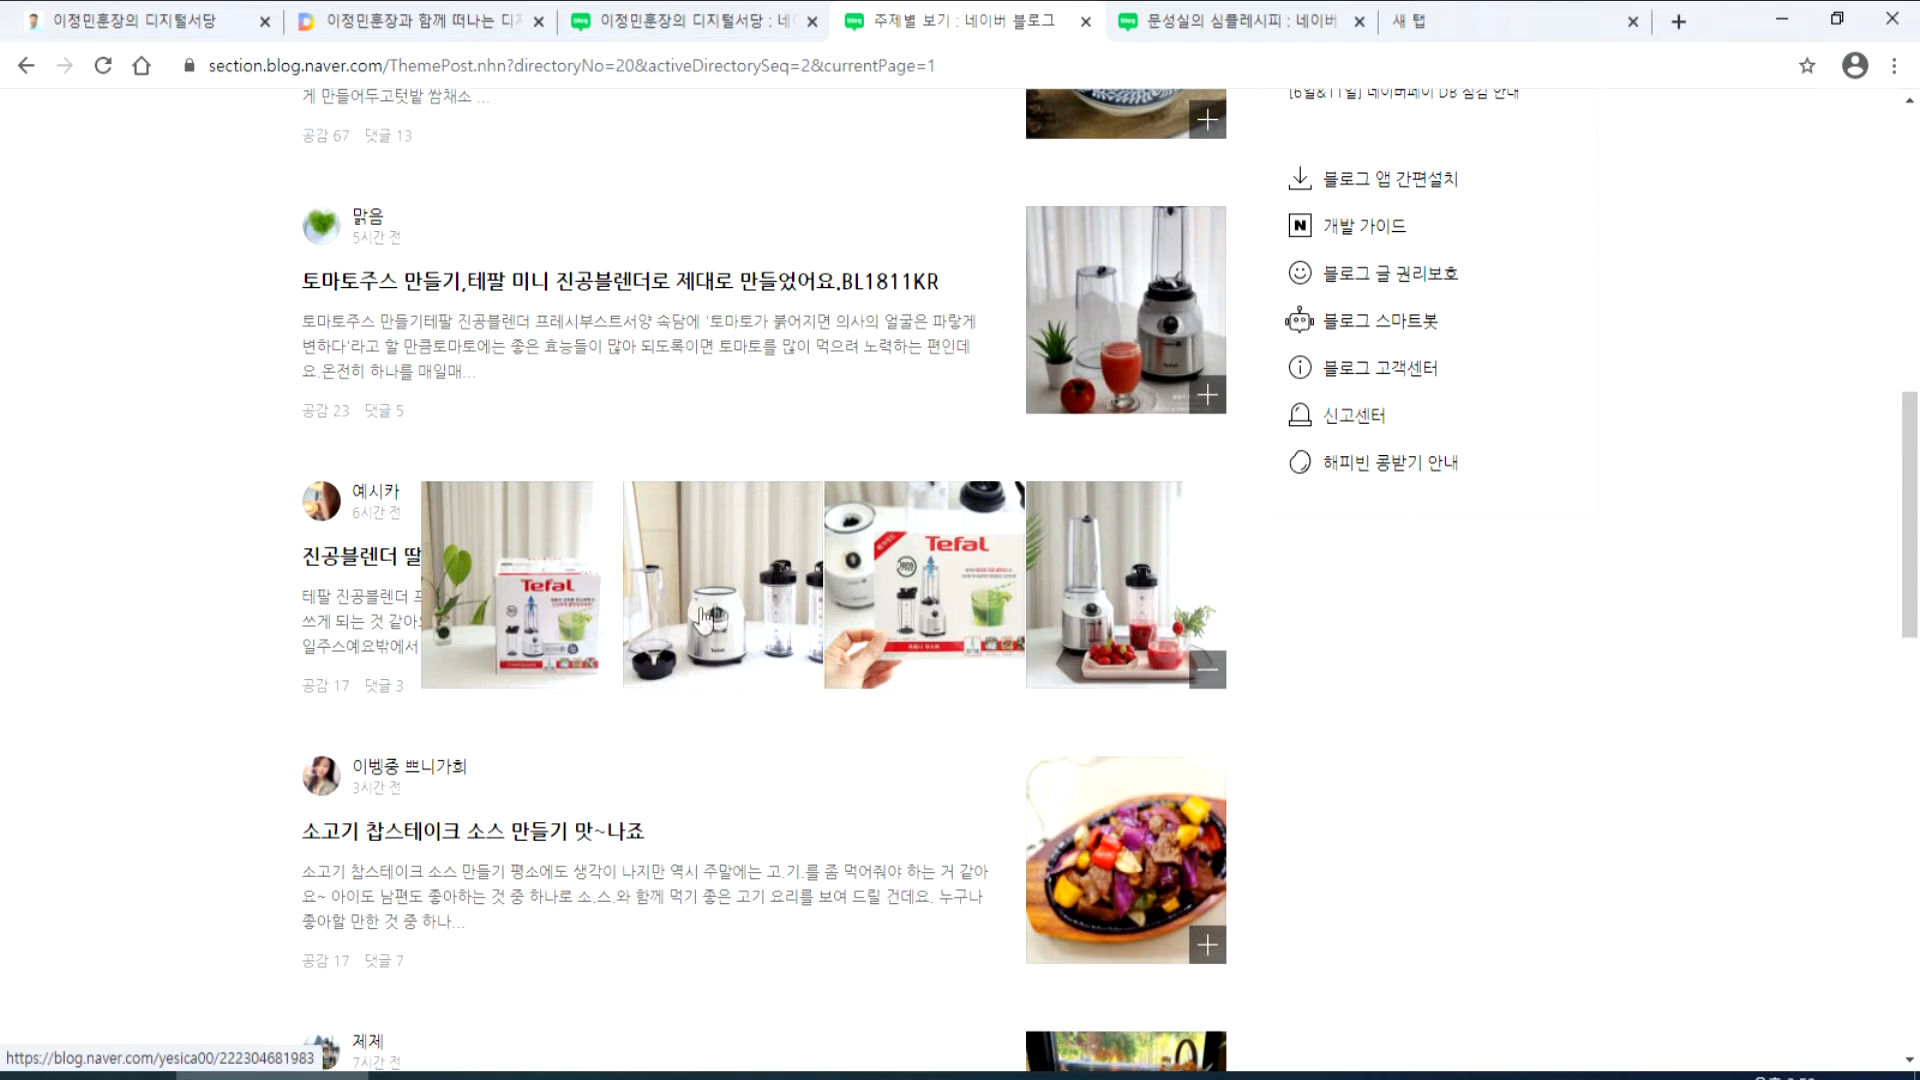 이정민훈장의 디지털서당
이정민훈장과 함께 떠나는 디지
이정민훈장의 디지털서당 : 네이
주제별 보기 : 네이버 블로그
문성실의 심플레시피 : 네이버
새 탭
section.blog.naver.com/ThemePost.nhn?directoryNo=20&activeDirectorySeq=2&currentPage=1
게 만들어두고텃밭 쌈채소 ...
공감 67 댓글 13
맑음
5시간 전
토마토주스 만들기,테팔 미니 진공블렌더로 제대로 만들었어요.BL1811KR
토마토주스 만들기테팔 진공블렌더 프레시부스트서양 속담에 '토마토가 붉어지면 의사의 얼굴은 파랗게
변하다'라고 할 만큼토마토에는 좋은 효능들이 많아 되도록이면 토마토를 많이 먹으려 노력하는 편인데
요.온전히 하나를 매일매...
공감 23 댓글 5
예시카
6시간 전
진공블렌더 딸
테팔 진공블렌더 프
쓰게 되는 것 같아요
일주스예요밖에서
공감 17 댓글 3
Tefal
Tefal
이벵중 쁘니가희
3시간 전
소고기 찹스테이크 소스 만들기 맛~나죠
소고기 찹스테이크 소스 만들기 평소에도 생각이 나지만 역시 주말에는 고.기.를 좀 먹어줘야 하는 거 같아
요~ 아이도 남편도 좋아하는 것 중 하나로 소.스.와 함께 먹기 좋은 고기 요리를 보여 드릴 건데요. 누구나
좋아할 만한 것 중 하나...
공감 17 댓글 7
제제
7시간 전
[6일&11일] 네이버페이 DB 점검 안내
블로그 앱 간편설치
개발 가이드
블로그 글 권리보호
블로그 스마트봇
블로그 고객센터
신고센터
해피빈 콩받기 안내
https://blog.naver.com/yesica00/222304681983